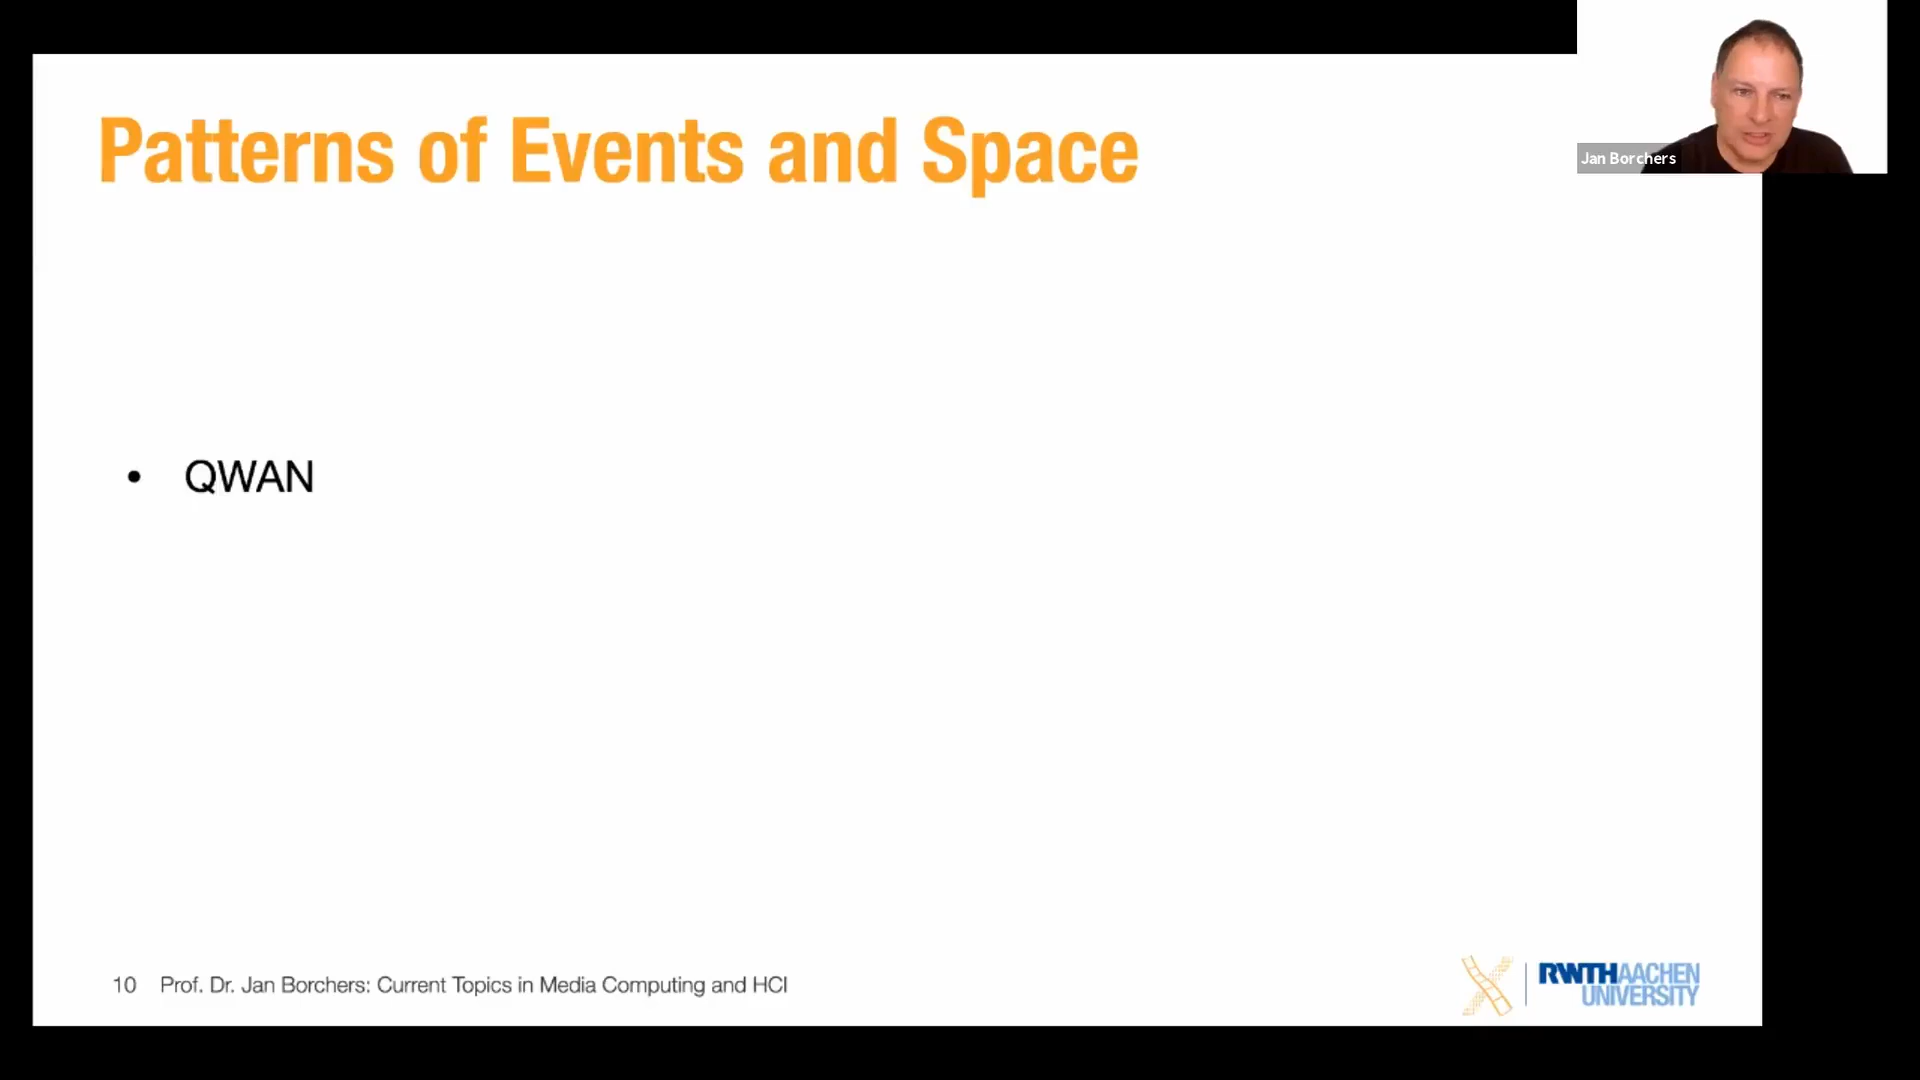 Patterns of Events and Space
Jan Borchers
• QWAN
10 Prof. Dr. Jan Borchers: Current Topics in Media Computing and HCI
RWTHAACHEN
UNIVERSITY